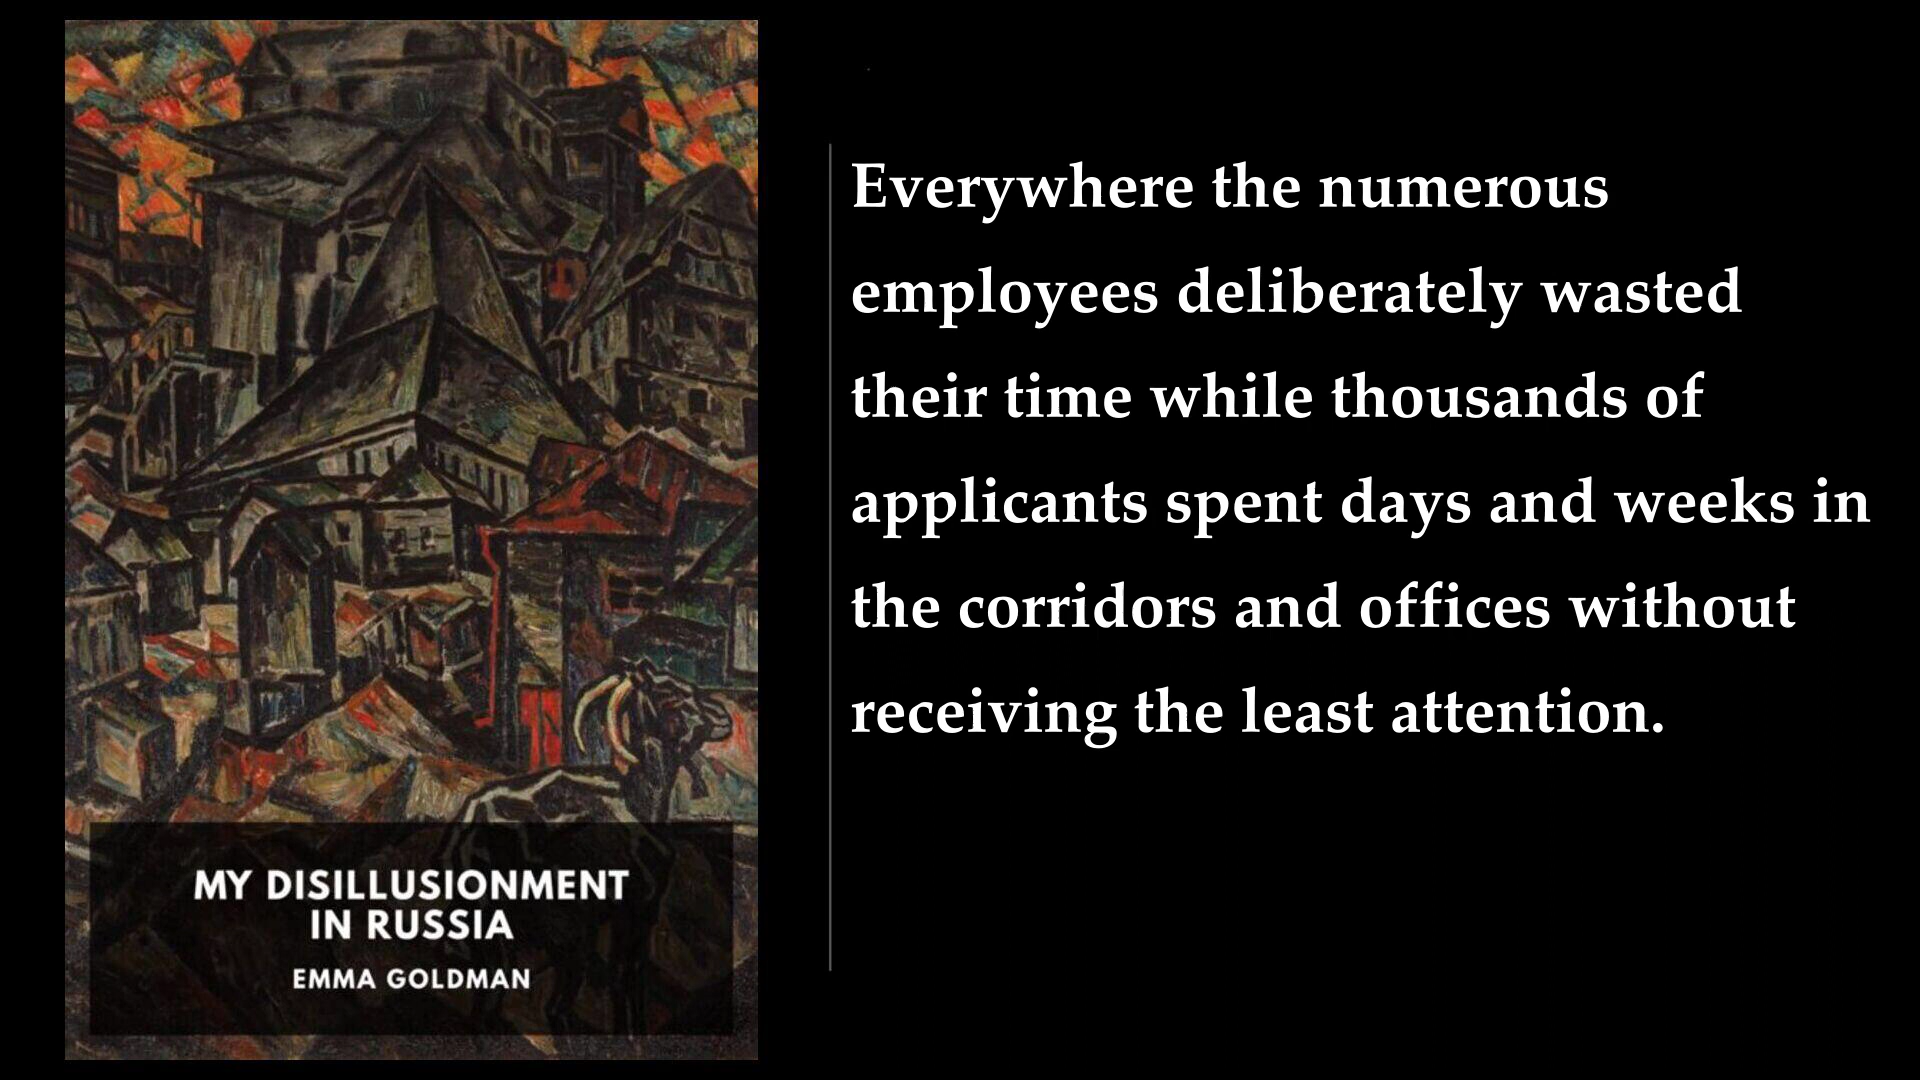 MY DISILLUSIONMENT
IN RUSSIA
EMMA GOLDMAN
Everywhere the numerous
employees deliberately wasted
their time while thousands of
applicants spent days and weeks in
the corridors and offices without
receiving the least attention.